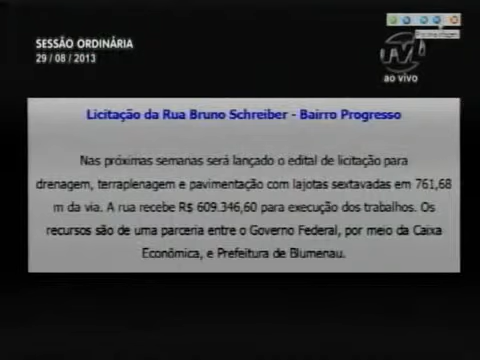 SESSÃO ORDINÁRIA
29 / 08 / 2013
TVL
ao vivo
Licitação da Rua Bruno Schreiber - Bairro Progresso
Nas próximas semanas será lançado o edital de licitação para
drenagem, terraplenagem e pavimentação com lajotas sextavadas em 761,68
m da via. A rua recebe R$ 609.346,60 para execução dos trabalhos. Os
recursos são de uma parceria entre o Governo Federal, por meio da Caixa
Econômica, e Prefeitura de Blumenau.